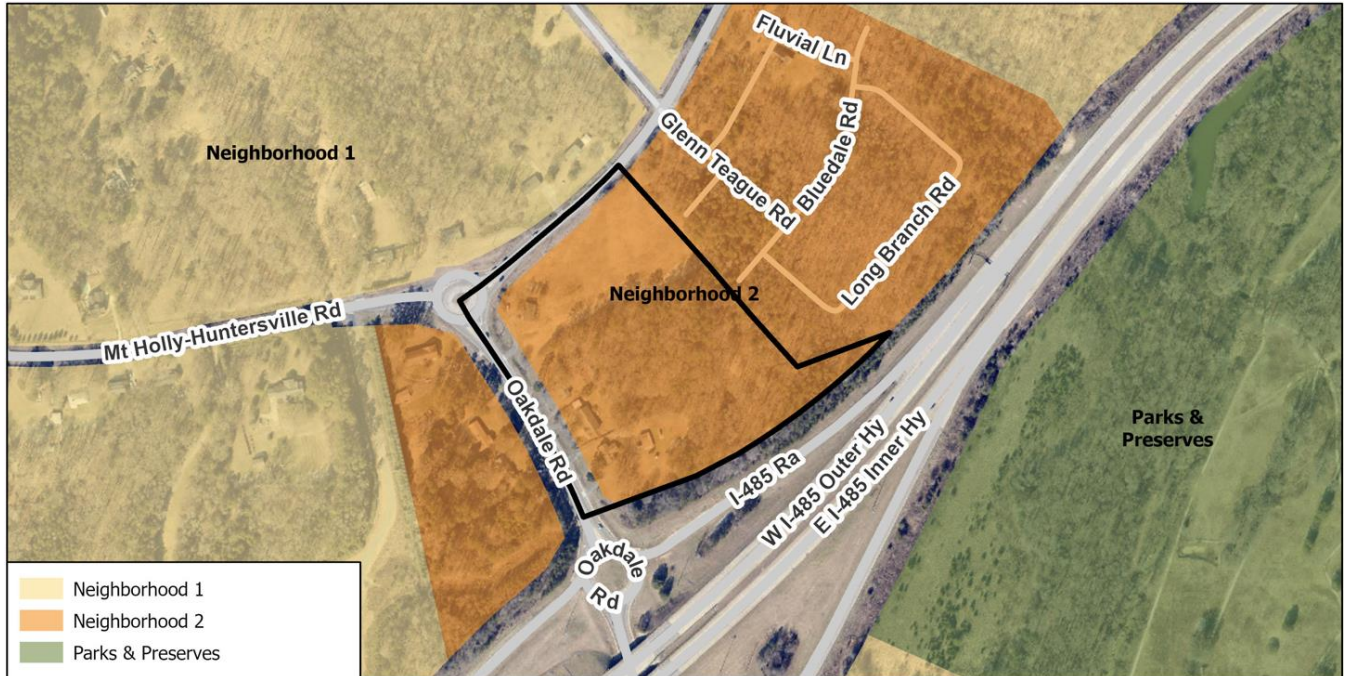 Fluvial Ln
Neighborhood 1
Glenn Teague Rd
Bluedale Rd
Long Branch Rd
Neighborhood 2
Mt Holly-Huntersville Rd
Oakdale Rd
Parks &
Preserves
I-485 Ra
W I-485 Outer Hy
E I-485 Inner Hy
Oakdale
Rd
Neighborhood 1
Neighborhood 2
Parks & Preserves